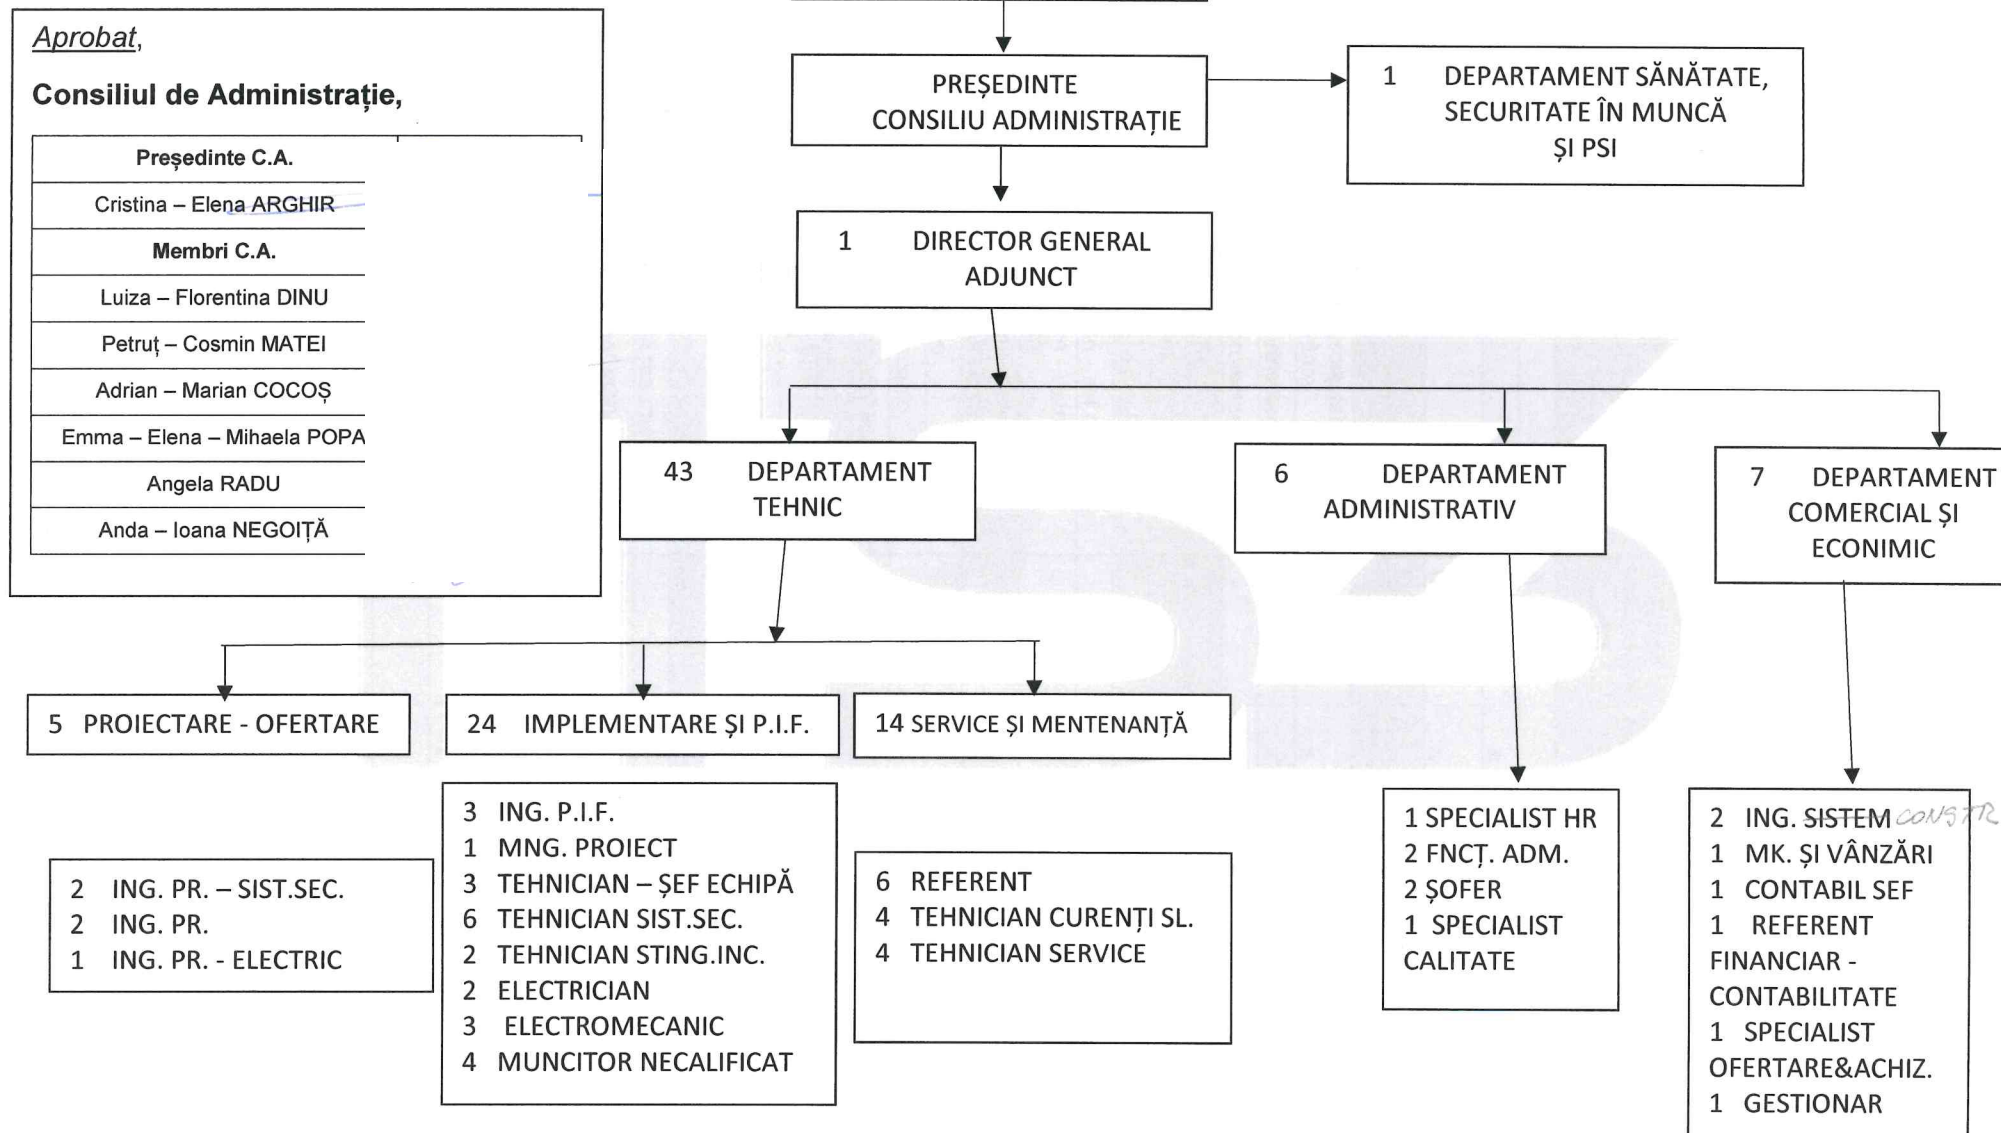 Aprobat,
Consiliul de Administrație,
Președinte C.A.
Cristina – Elena ARGHIR
Membri C.A.
Luiza – Florentina DINU
Petruț – Cosmin MATEI
Adrian – Marian COCOȘ
Emma – Elena – Mihaela POPA
Angela RADU
Anda – Ioana NEGOIȚĂ
PREȘEDINTE
CONSILIU ADMINISTRAȚIE
1 DEPARTAMENT SĂNĂTATE,
SECURITATE ÎN MUNCĂ
ȘI PSI
1 DIRECTOR GENERAL
ADJUNCT
43 DEPARTAMENT
TEHNIC
6 DEPARTAMENT
ADMINISTRATIV
7 DEPARTAMENT
COMERCIAL ȘI
ECONIMIC
5 PROIECTARE - OFERTARE
24 IMPLEMENTARE ȘI P.I.F.
14 SERVICE ȘI MENTENANȚĂ
2 ING. PR. – SIST.SEC.
2 ING. PR.
1 ING. PR. - ELECTRIC
3 ING. P.I.F.
1 MNG. PROIECT
3 TEHNICIAN – ȘEF ECHIPĂ
6 TEHNICIAN SIST.SEC.
2 TEHNICIAN STING.INC.
2 ELECTRICIAN
3 ELECTROMECANIC
4 MUNCITOR NECALIFICAT
6 REFERENT
4 TEHNICIAN CURENȚI SL.
4 TEHNICIAN SERVICE
1 SPECIALIST HR
2 FNCȚ. ADM.
2 ȘOFER
1 SPECIALIST
CALITATE
2 ING. SISTEM CONSTR
1 MK. ȘI VÂNZĂRI
1 CONTABIL SEF
1 REFERENT
FINANCIAR -
CONTABILITATE
1 SPECIALIST
OFERTARE&ACHIZ.
1 GESTIONAR